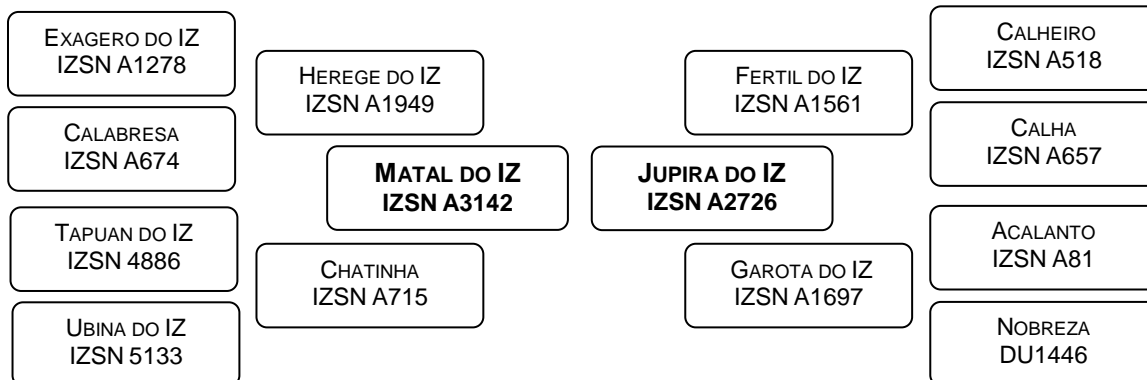 EXAGERO DO IZ
IZSN A1278
CALABRESA
IZSN A674
TAPUAN DO IZ
IZSN 4886
UBINA DO IZ
IZSN 5133
HEREGE DO IZ
IZSN A1949
CHATINHA
IZSN A715
MATAL DO IZ
IZSN A3142
JUPIRA DO IZ
IZSN A2726
FERTIL DO IZ
IZSN A1561
GAROTA DO IZ
IZSN A1697
CALHEIRO
IZSN A518
CALHA
IZSN A657
ACALANTO
IZSN A81
NOBREZA
DU1446